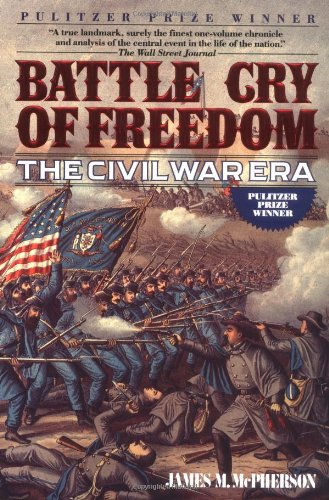 PULITZER PRIZE WINNER
"A true landmark, surely the finest one-volume chronicle
and analysis of the central event in the life of the nation."
The Wall Street Journal
BATTLE CRY
OF FREEDOM
THE CIVIL WAR ERA
PULITZER
PRIZE
WINNER
JAMES M. McPHERSON